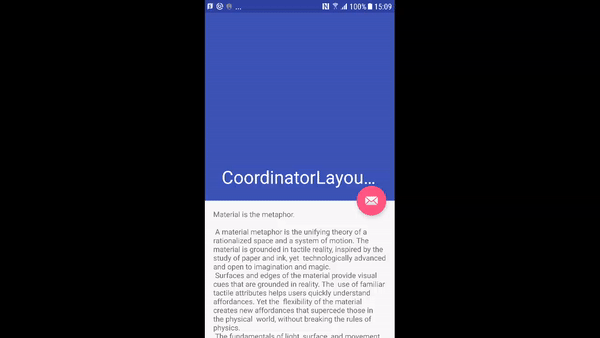 ... 100% 15:09
CoordinatorLayou...
Material is the metaphor.
A material metaphor is the unifying theory of a
rationalized space and a system of motion. The
material is grounded in tactile reality, inspired by the
study of paper and ink, yet technologically advanced
and open to imagination and magic.
Surfaces and edges of the material provide visual
cues that are grounded in reality. The use of familiar
tactile attributes helps users quickly understand
affordances. Yet the flexibility of the material
creates new affordances that supercede those in
the physical world, without breaking the rules of
physics.
The fundamentals of light, surface, and movement